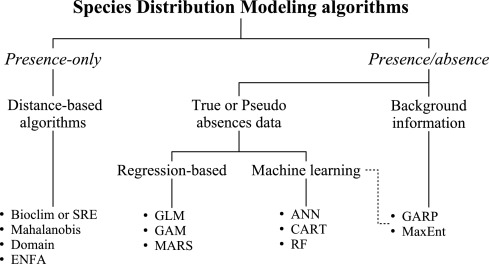 Species Distribution Modeling algorithms
Presence-only
Presence/absence
Distance-based
algorithms
True or Pseudo
absences data
Background
information
Regression-based
Machine learning
• Bioclim or SRE
• Mahalanobis
• Domain
• ENFA
• GLM
• GAM
• MARS
• ANN
• CART
• RF
• GARP
• MaxEnt